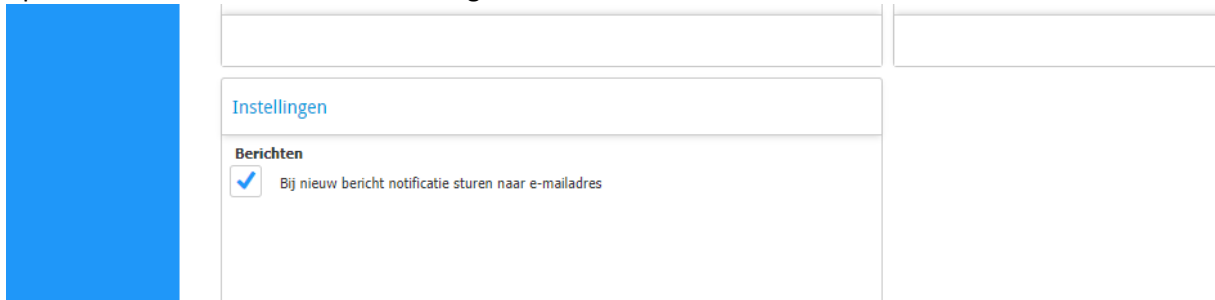 Instellingen
Berichten
Bij nieuw bericht notificatie sturen naar e-mailadres